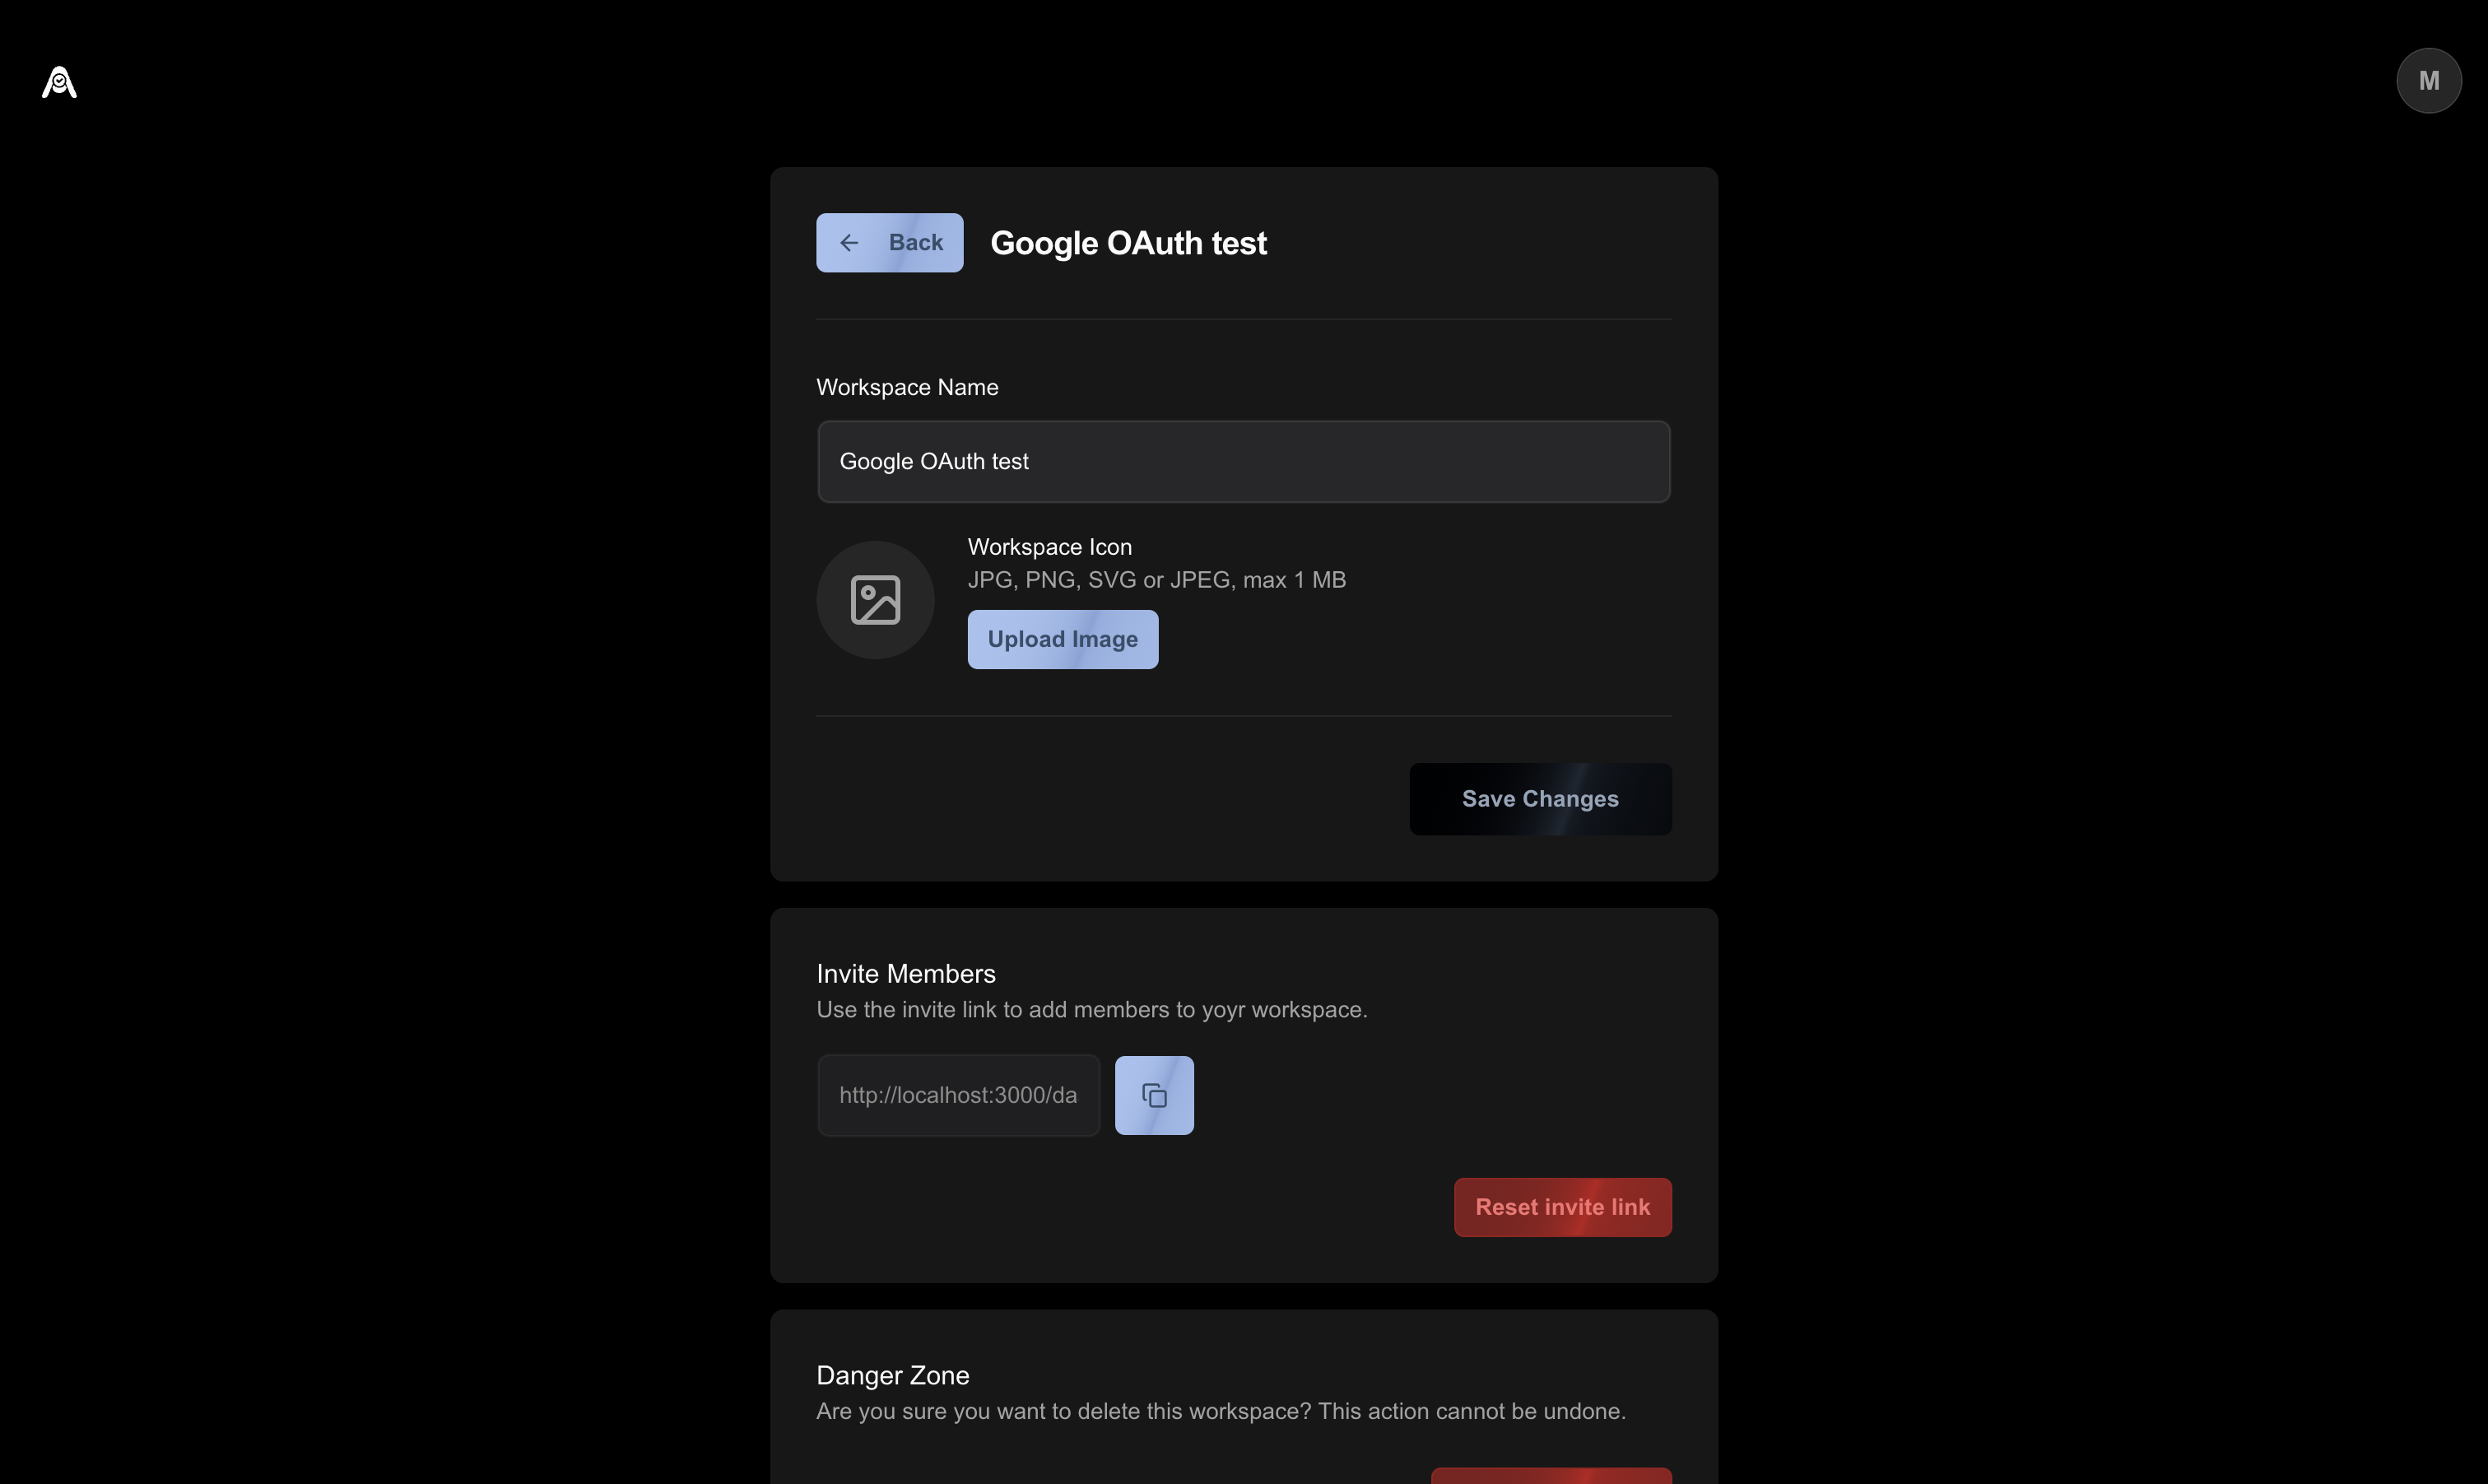 M
Back
Google OAuth test
Workspace Name
Google OAuth test
Workspace Icon
JPG, PNG, SVG or JPEG, max 1 MB
Upload Image
Save Changes
Invite Members
Use the invite link to add members to yoyr workspace.
http://localhost:3000/da
Reset invite link
Danger Zone
Are you sure you want to delete this workspace? This action cannot be undone.